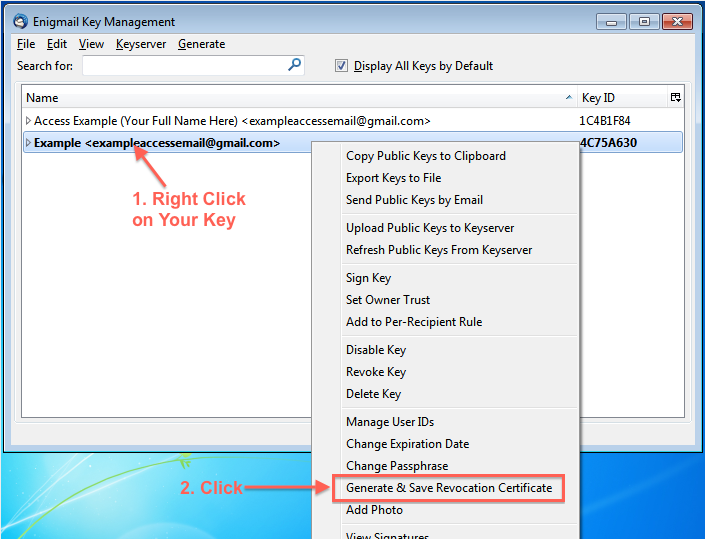 Enigmail Key Management
File Edit View Keyserver Generate
Search for:
Display All Keys by Default
Name Key ID
Access Example (Your Full Name Here) <exampleaccessemail@gmail.com> 1C4B1F84
Example <exampleaccessemail@gmail.com> 4C75A630
1. Right Click
on Your Key
Copy Public Keys to Clipboard
Export Keys to File
Send Public Keys by Email
Upload Public Keys to Keyserver
Refresh Public Keys From Keyserver
Sign Key
Set Owner Trust
Add to Per-Recipient Rule
Disable Key
Revoke Key
Delete Key
Manage User IDs
Change Expiration Date
Change Passphrase
2. Click
Generate & Save Revocation Certificate
Add Photo
View Signatures